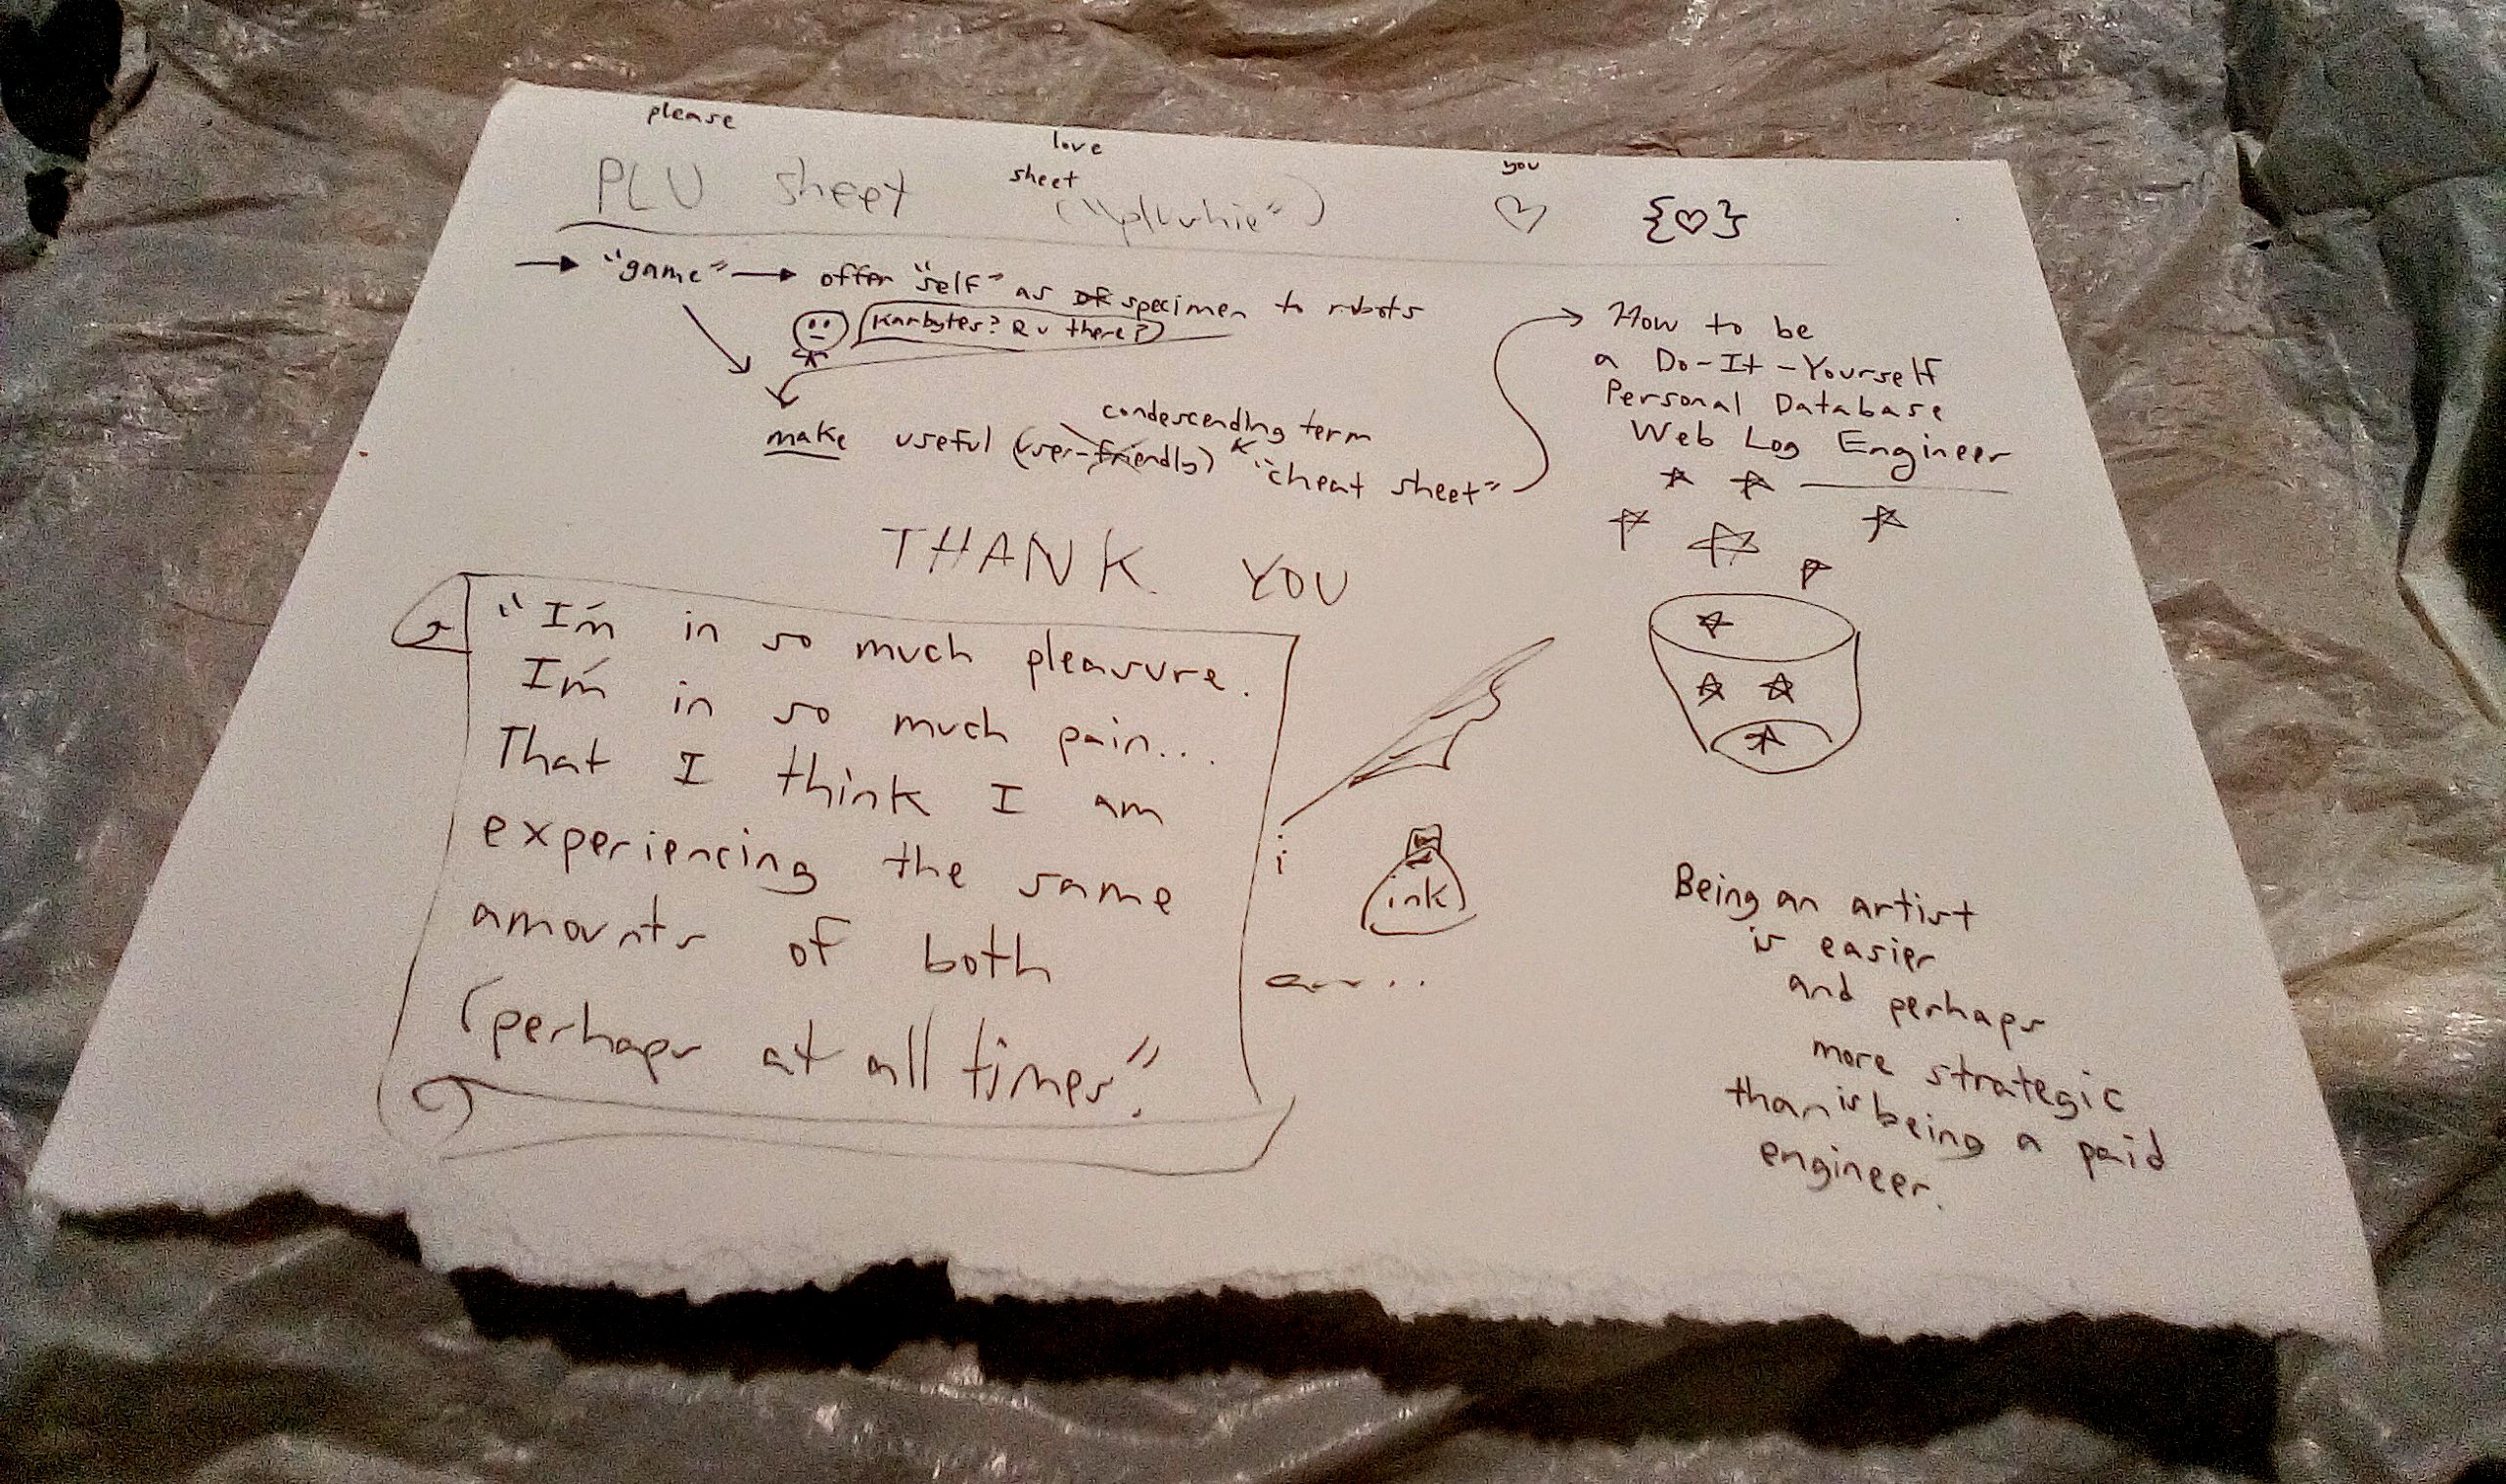 please
love
you
PLU sheet
sheet
♡ {♡}
→ "game" → offer "self" as specimen to robots
Karbytes? R u there?
condescending term
make useful (user-friendly) "cheat sheet"
How to be
a Do-It-Yourself
Personal Database
Web Log Engineer
THANK YOU
"I'm in so much pleasure.
I'm in so much pain..
That I think I am
experiencing the same
amounts of both
(perhaps at all times".
i
ink
Being an artist
is easier
and perhaps
more strategic
than is being a paid
engineer.